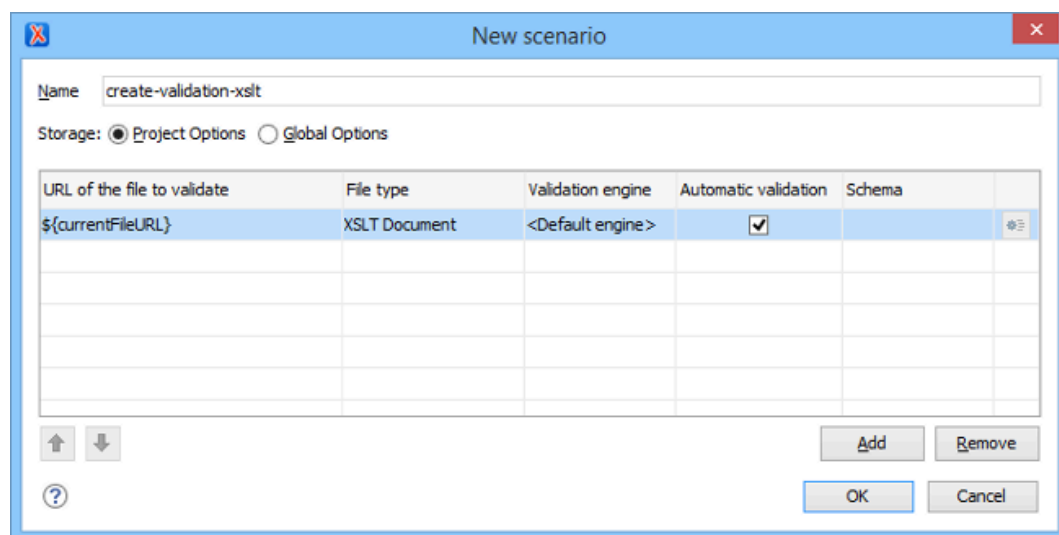 New scenario
Name create-validation-xslt
Storage: Project Options Global Options
URL of the file to validate File type Validation engine Automatic validation Schema
${currentFileURL} XSLT Document <Default engine>
Add Remove
? OK Cancel